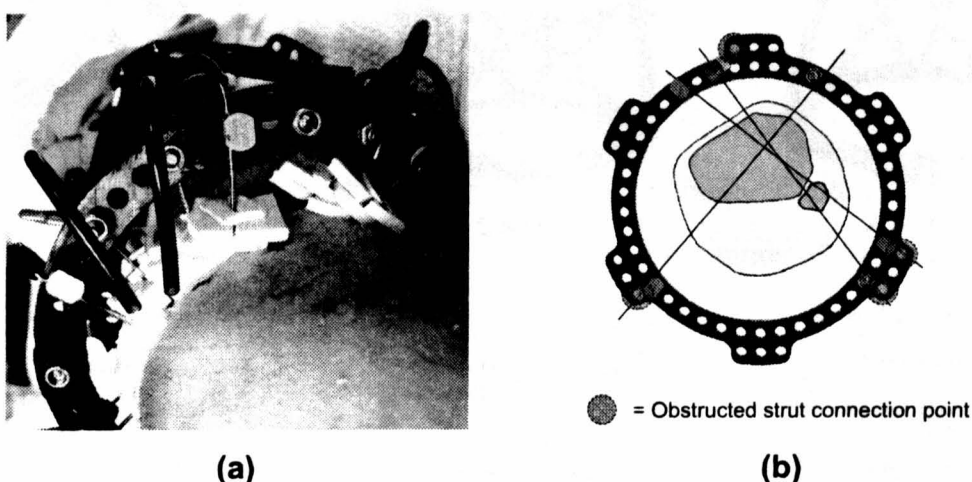 = Obstructed strut connection point
(a)
(b)